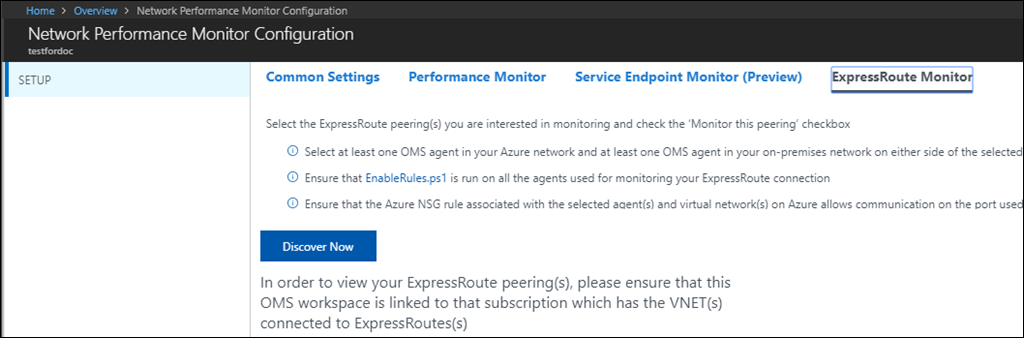 Home > Overview > Network Performance Monitor Configuration
Network Performance Monitor Configuration
testfordoc
SETUP
Common Settings Performance Monitor Service Endpoint Monitor (Preview) ExpressRoute Monitor
Select the ExpressRoute peering(s) you are interested in monitoring and check the 'Monitor this peering' checkbox
Select at least one OMS agent in your Azure network and at least one OMS agent in your on-premises network on either side of the selected
Ensure that EnableRules.ps1 is run on all the agents used for monitoring your ExpressRoute connection
Ensure that the Azure NSG rule associated with the selected agent(s) and virtual network(s) on Azure allows communication on the port used
Discover Now
In order to view your ExpressRoute peering(s), please ensure that this
OMS workspace is linked to that subscription which has the VNET(s)
connected to ExpressRoutes(s)